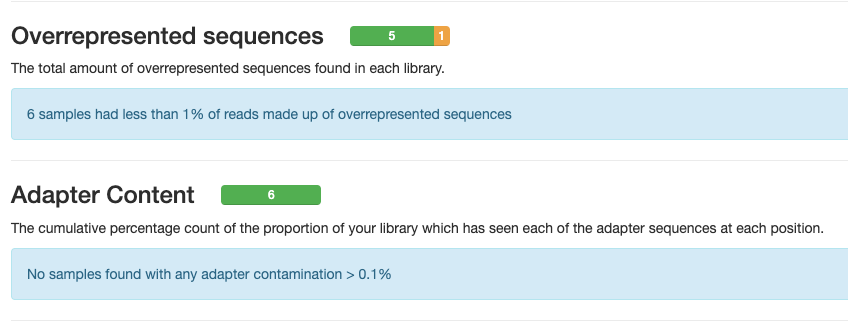 Overrepresented sequences 5 1
The total amount of overrepresented sequences found in each library.
6 samples had less than 1% of reads made up of overrepresented sequences
Adapter Content 6
The cumulative percentage count of the proportion of your library which has seen each of the adapter sequences at each position.
No samples found with any adapter contamination > 0.1%